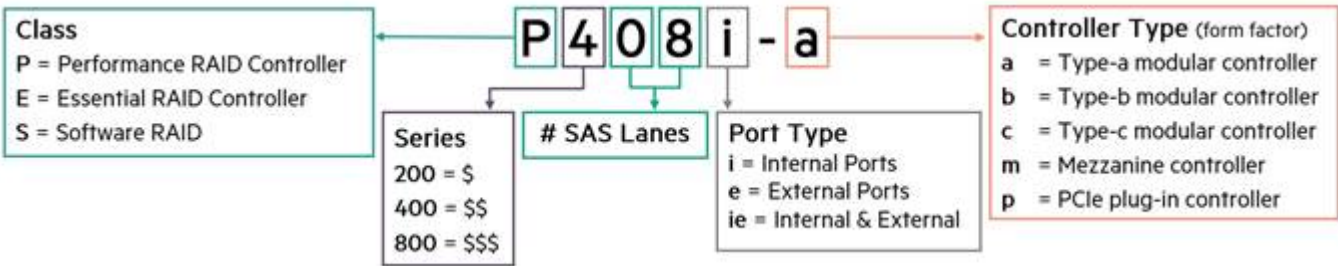 P408i-a
Class
P = Performance RAID Controller
E = Essential RAID Controller
S = Software RAID
Series
200 = $
400 = $$
800 = $$$
# SAS Lanes
Port Type
i = Internal Ports
e = External Ports
ie = Internal & External
Controller Type (form factor)
a = Type-a modular controller
b = Type-b modular controller
c = Type-c modular controller
m = Mezzanine controller
p = PCIe plug-in controller